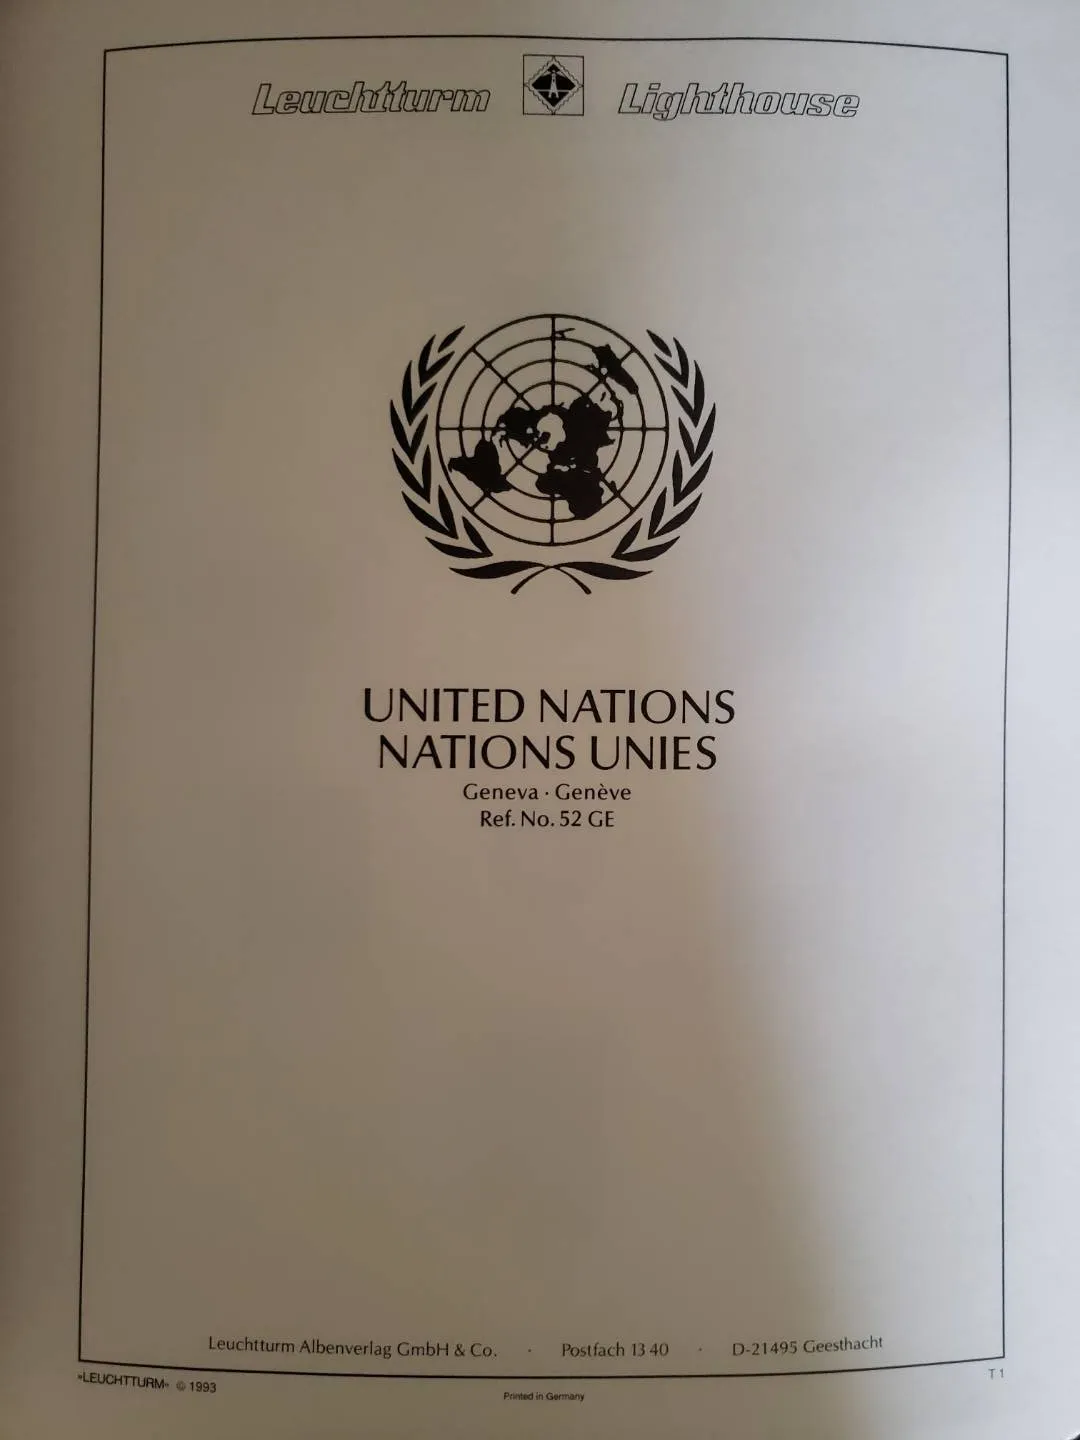 Leuchtturm Lighthouse
UNITED NATIONS
NATIONS UNIES
Geneva · Genève
Ref. No. 52 GE
Leuchtturm Albenverlag GmbH & Co. · Postfach 13 40 · D-21495 Geesthacht
»LEUCHTTURM« © 1993
Printed in Germany
T 1